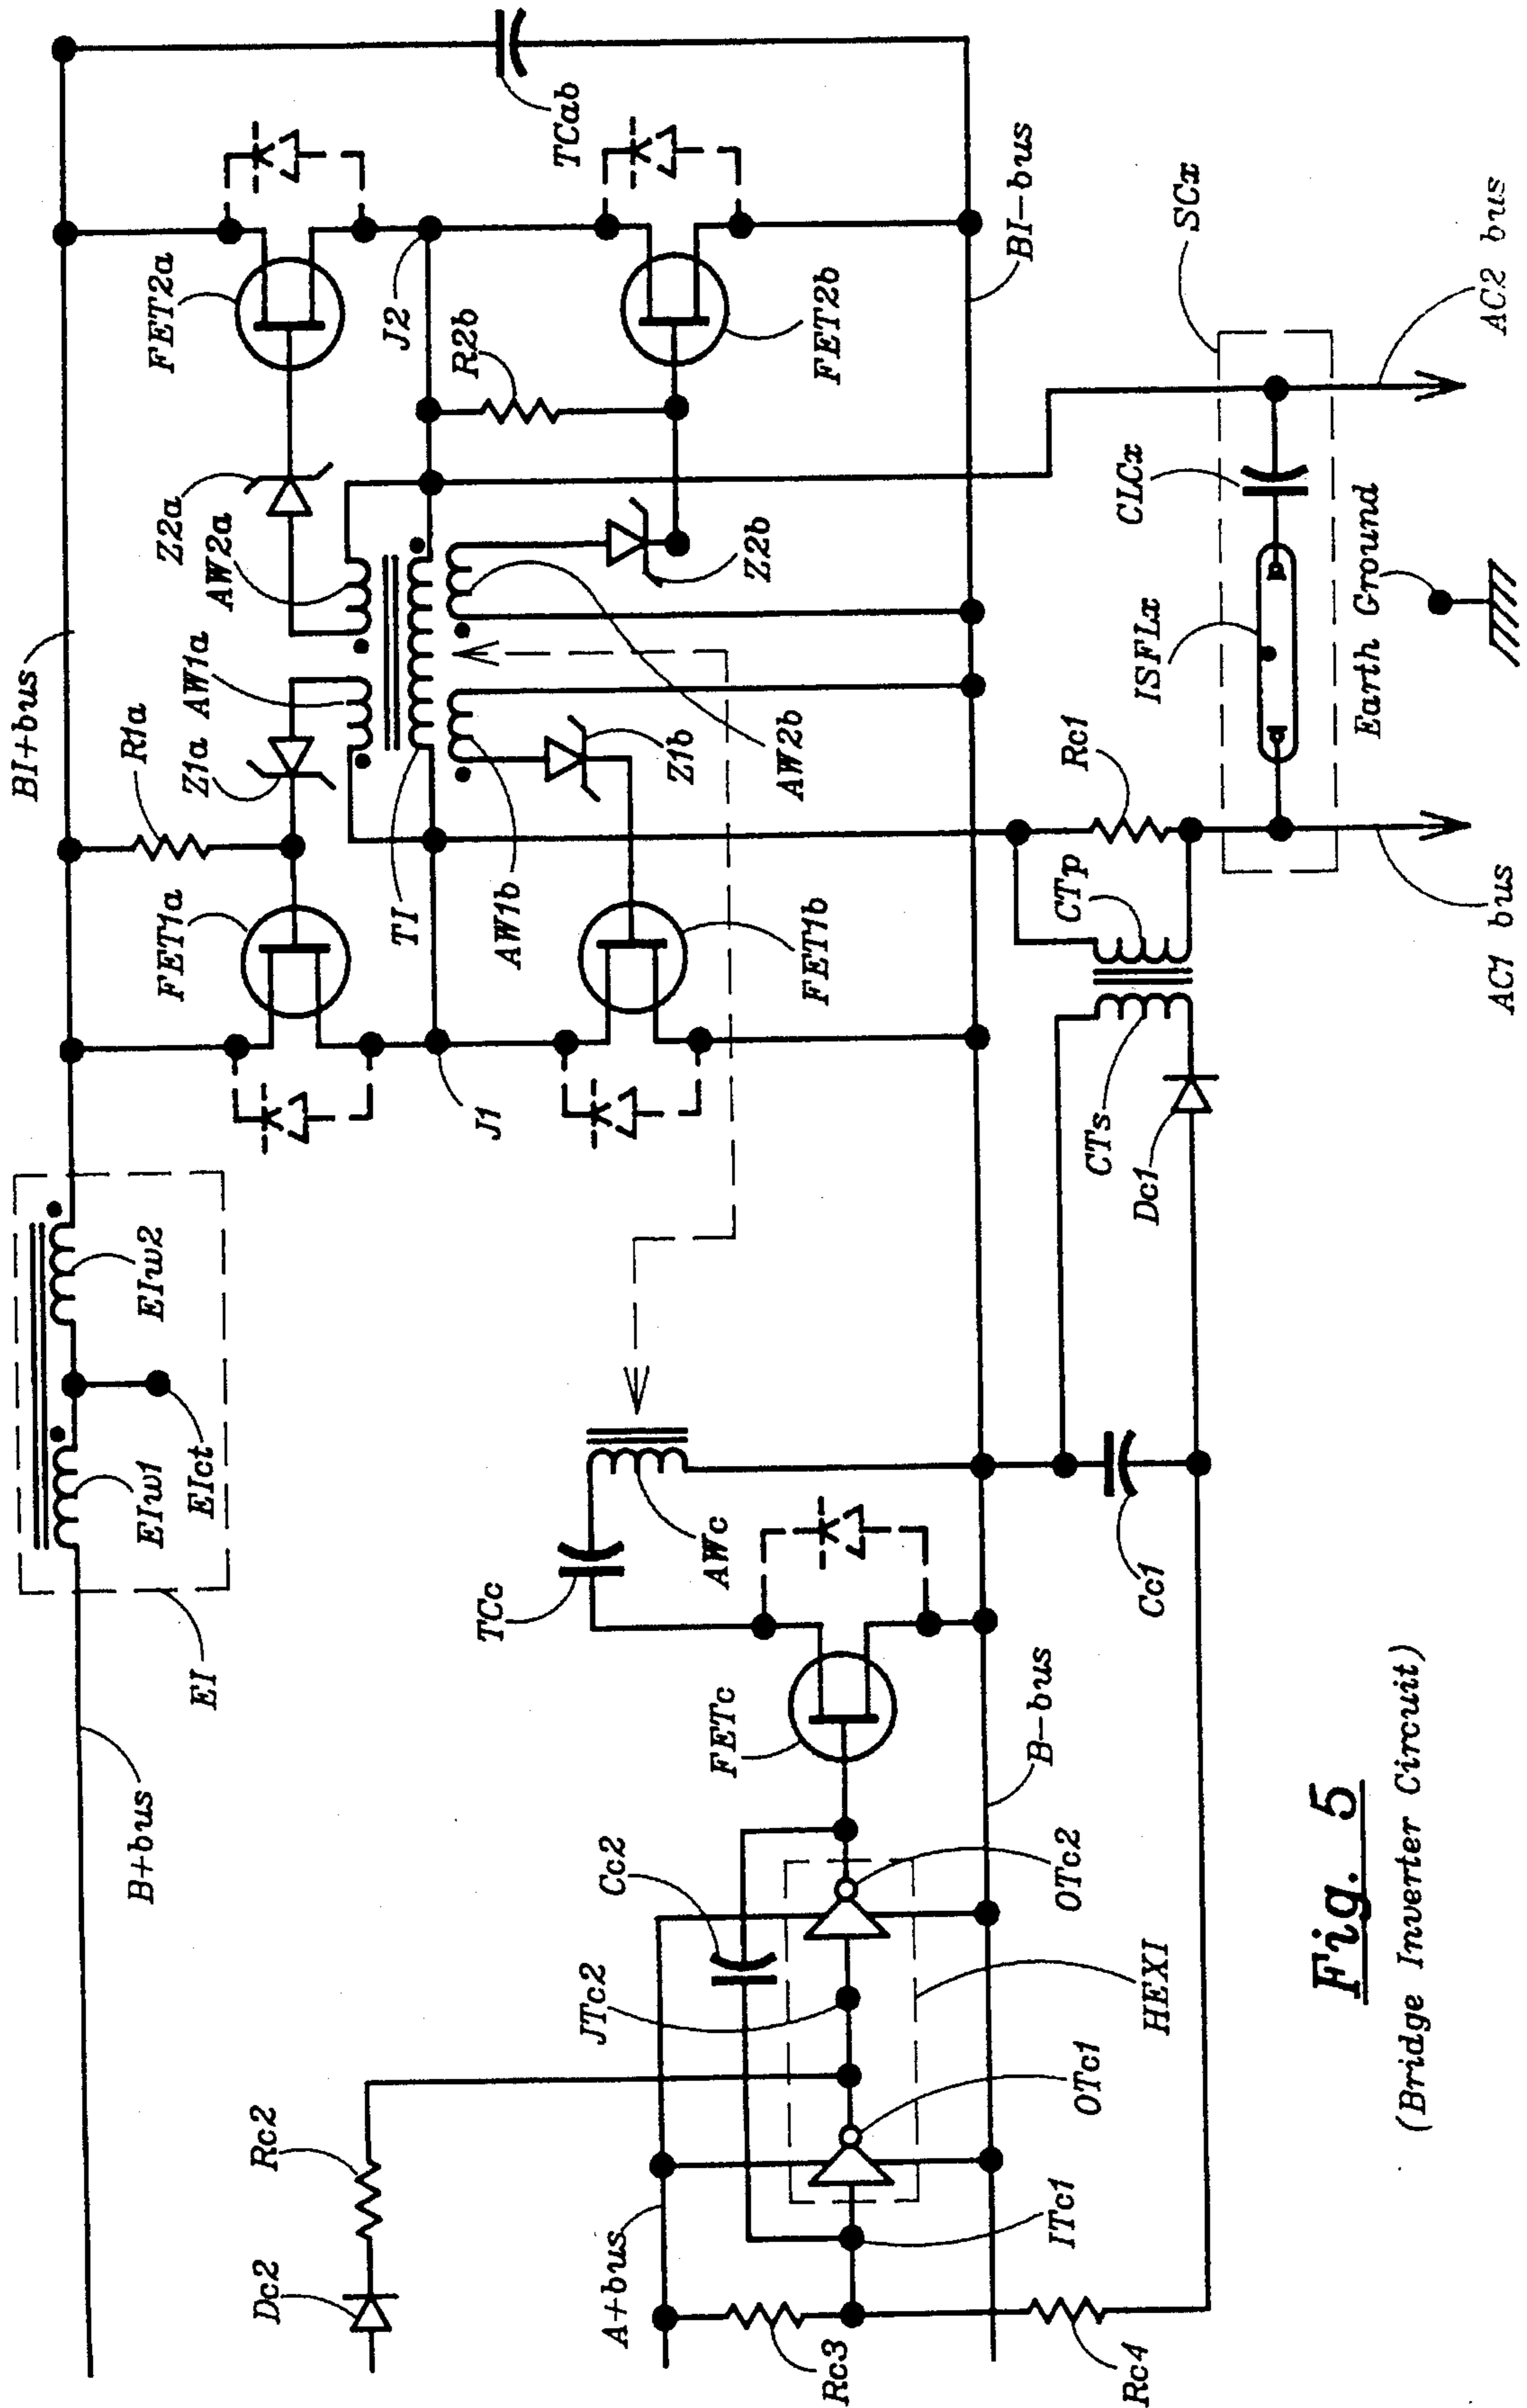 BI+bus
R1a
Z1a
AW1a
AW2a
Z2a
FET1a
FET2a
TI
AW1b
J1
J2
R2b
TCab
FET1b
Z1b
AW2b
Z2b
FET2b
BI-bus
EIw1
EIct
EIw2
EI
B+bus
Dc2
Rc2
A+bus
JTc2
Cc2
TCc
AWc
FETc
B-bus
Rc3
ITc1
OTc1
HEXI
OTc2
Rc4
Cc1
Dc1
CTs
CTp
Rc1
ISFLx
CLCx
SCx
Earth Ground
AC1 bus
AC2 bus
Fig. 5
(Bridge Inverter Circuit)